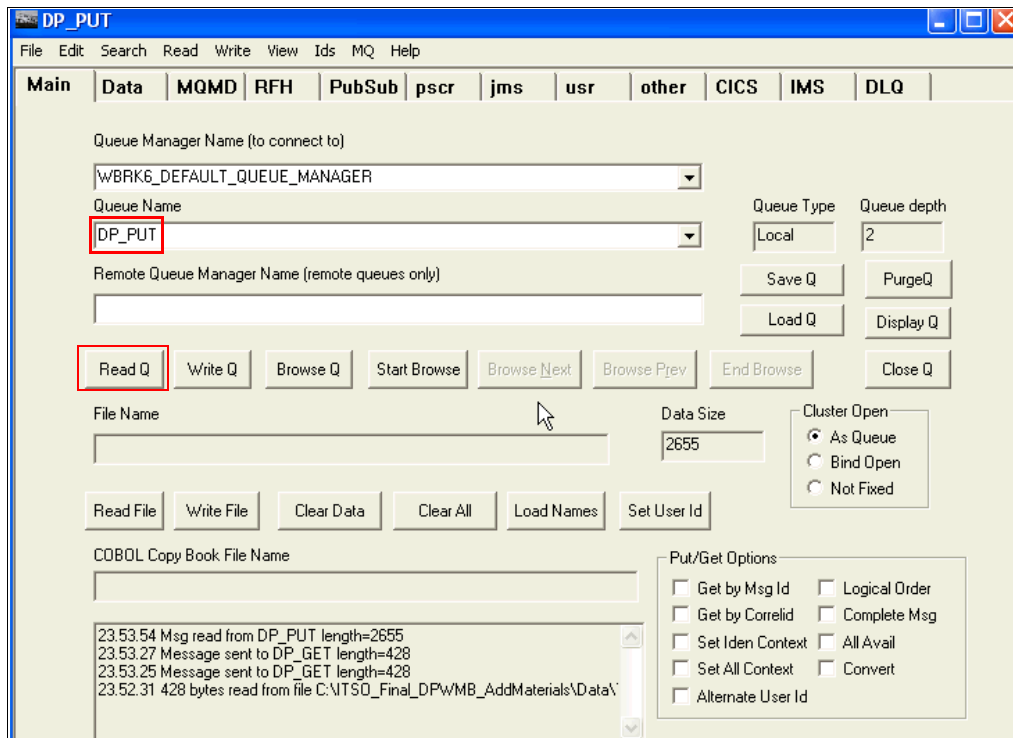 DP_PUT
File Edit Search Read Write View Ids MQ Help
Main Data MQMD RFH PubSub pscr jms usr other CICS IMS DLQ
Queue Manager Name (to connect to)
WBRK6_DEFAULT_QUEUE_MANAGER
Queue Name
Queue Type Queue depth
DP_PUT
Local 2
Remote Queue Manager Name (remote queues only)
Save Q PurgeQ
Load Q Display Q
Read Q Write Q Browse Q Start Browse Browse Next Browse Prev End Browse Close Q
File Name
Data Size
2655
Cluster Open
As Queue
Bind Open
Not Fixed
Read File Write File Clear Data Clear All Load Names Set User Id
COBOL Copy Book File Name
Put/Get Options
Get by Msg Id Logical Order
Get by Correlid Complete Msg
Set Iden Context All Avail
Set All Context Convert
Alternate User Id
23.53.54 Msg read from DP_PUT length=2655
23.53.27 Message sent to DP_GET length=428
23.53.25 Message sent to DP_GET length=428
23.52.31 428 bytes read from file C:\ITSO_Final_DPWMB_AddMaterials\Data\